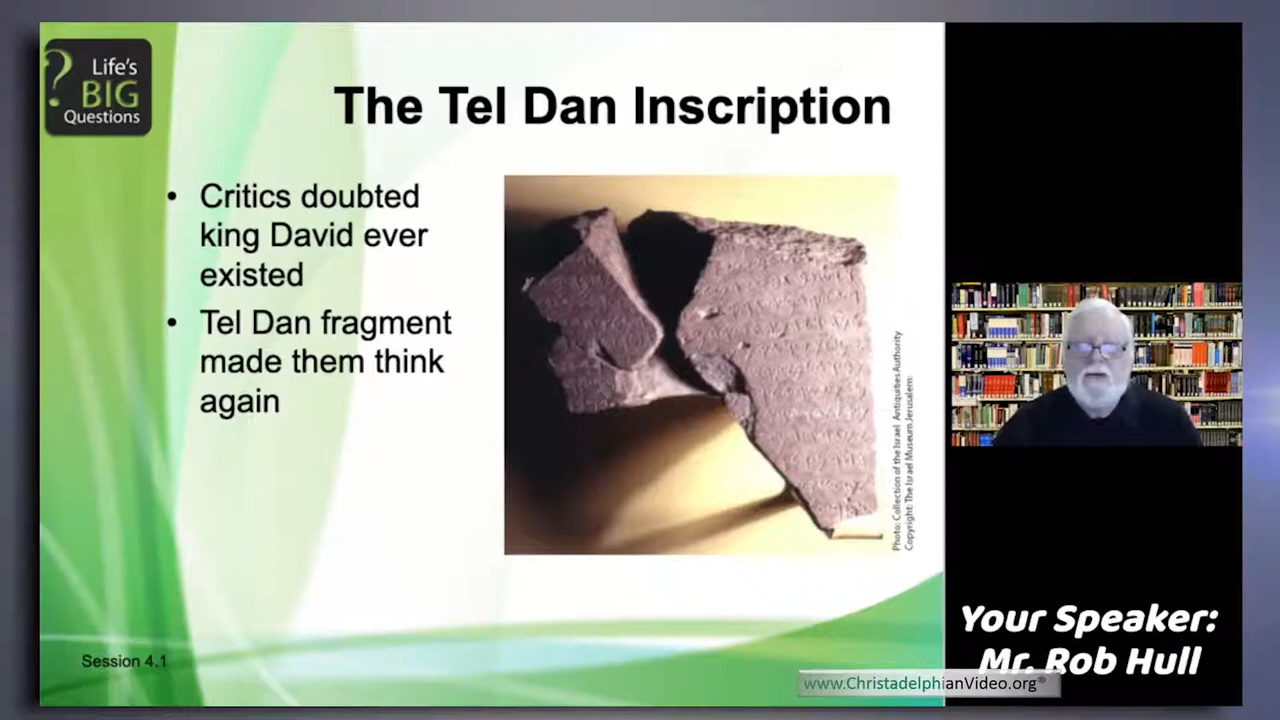 ?
Life's
BIG
Questions
The Tel Dan Inscription
• Critics doubted
king David ever
existed
• Tel Dan fragment
made them think
again
Photo: Collection of the Israel Antiquities Authority
Copyright: The Israel Museum Jerusalem:
Session 4.1
Your Speaker:
Mr. Rob Hull
www.ChristadelphianVideo.org®